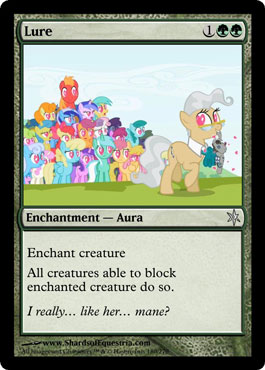 Lure 1
Enchantment — Aura
Enchant creature
All creatures able to block
enchanted creature do so.
I really... like her... mane?
www.ShardsofEquestria.com